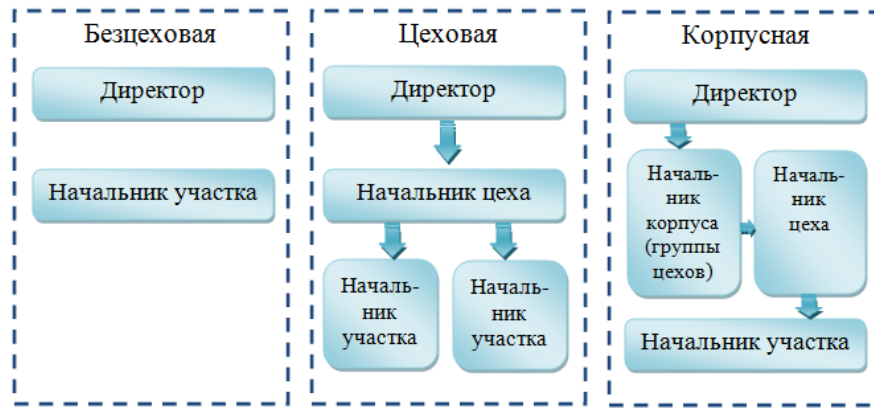 Безцеховая
Директор
Начальник участка
Цеховая
Директор
Начальник цеха
Началь-
ник
участка
Началь-
ник
участка
Корпусная
Директор
Началь-
ник
корпуса
(группы
цехов)
Началь-
ник
цеха
Начальник участка